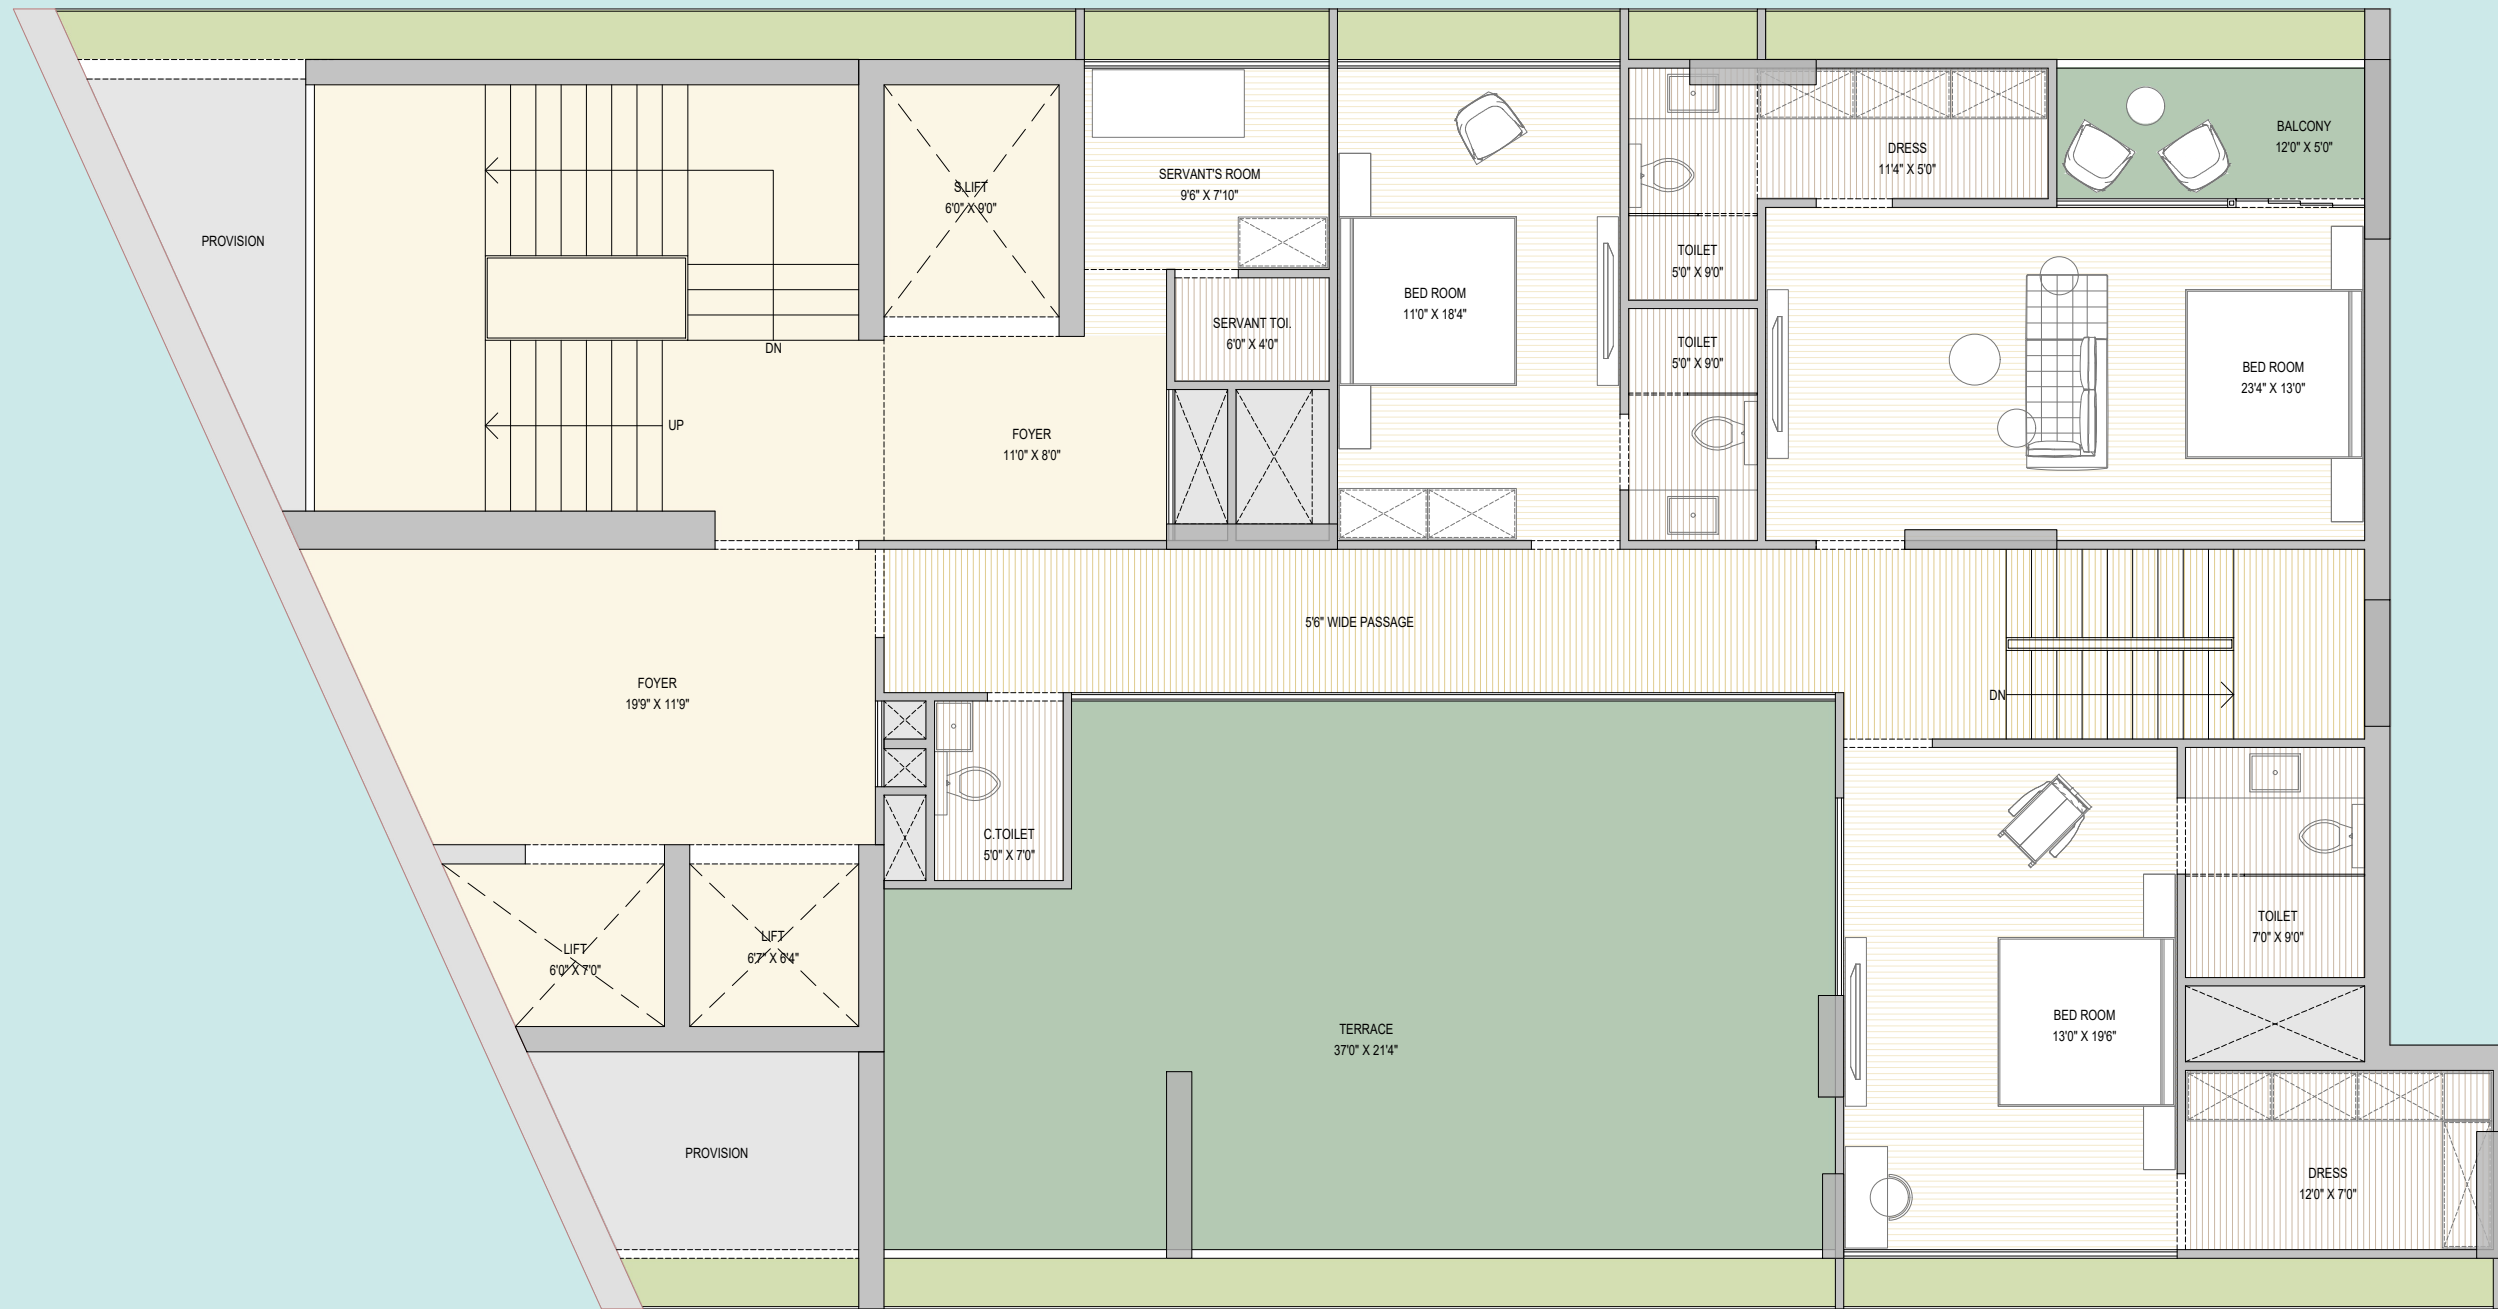 PROVISION
S.LIFT
6'0" X 9'0"
SERVANT'S ROOM
9'6" X 7'10"
DRESS
11'4" X 5'0"
BALCONY
12'0" X 5'0"
TOILET
5'0" X 9'0"
BED ROOM
11'0" X 18'4"
SERVANT TOI.
6'0" X 4'0"
TOILET
5'0" X 9'0"
BED ROOM
23'4" X 13'0"
DN
UP
FOYER
11'0" X 8'0"
5'6" WIDE PASSAGE
FOYER
19'9" X 11'9"
DN
C.TOILET
5'0" X 7'0"
LIFT
6'0" X 7'0"
LIFT
6'7" X 6'4"
TOILET
7'0" X 9'0"
TERRACE
37'0" X 21'4"
BED ROOM
13'0" X 19'6"
PROVISION
DRESS
12'0" X 7'0"